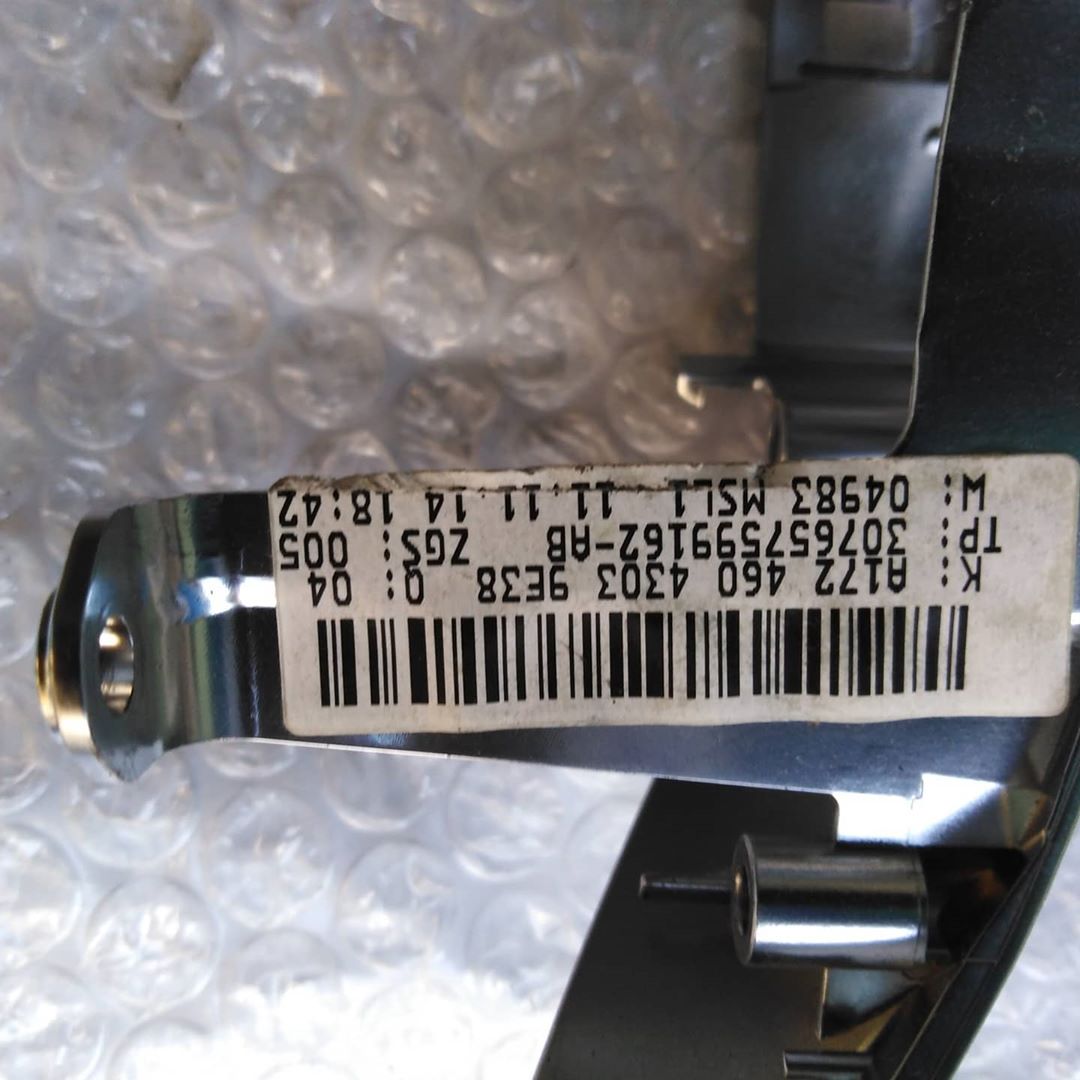 K: A172 460 4303 9E38 Q: 04
TP: 307657599162-AB ZGS: 005
W: 04983 MSL1 11.11.14 18:42